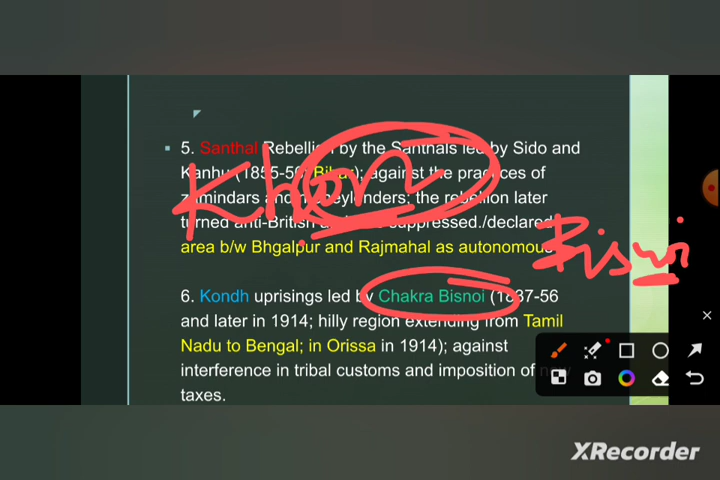 5. Santhal Rebellion by the Santhals led by Sido and
Kanhu (1855-56 Bihar); against the practices of
zamindars and moneylenders; the rebellion later
turned anti-British and was suppressed./declared
area b/w Bhgalpur and Rajmahal as autonomous.
Khon
Bisnoi
6. Kondh uprisings led by Chakra Bisnoi (1837-56
and later in 1914; hilly region extending from Tamil
Nadu to Bengal; in Orissa in 1914); against
interference in tribal customs and imposition of new
taxes.
XRecorder